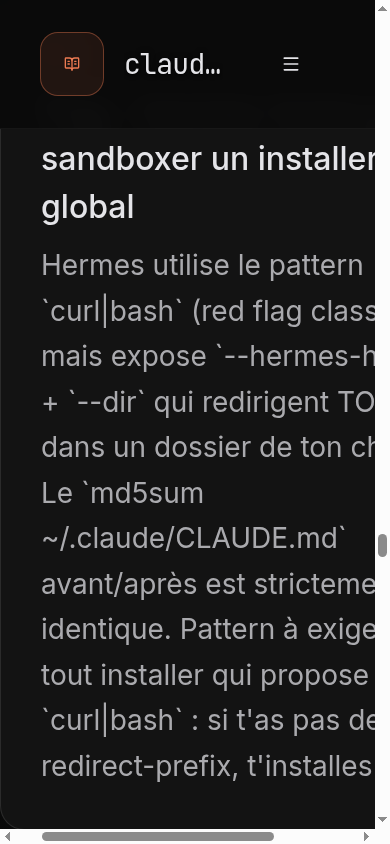 claud…
sandboxer un installer
global
Hermes utilise le pattern
`curl|bash` (red flag class
mais expose `--hermes-h
+ `--dir` qui redirigent TO
dans un dossier de ton ch
Le `md5sum
~/.claude/CLAUDE.md`
avant/après est stricteme
identique. Pattern à exige
tout installer qui propose
`curl|bash` : si t'as pas de
redirect-prefix, t'installes